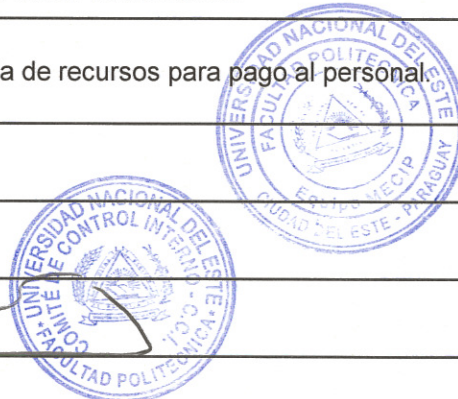 a de recursos para pago al personal.
UNIVERSIDAD NACIONAL DEL ESTE
FACULTAD POLITECNICA
Equipo MECIP
CIUDAD DEL ESTE - PARAGUAY
UNIVERSIDAD NACIONAL DEL ESTE
COMITÉ DE CONTROL INTERNO - C.C.I.
FACULTAD POLITECNICA